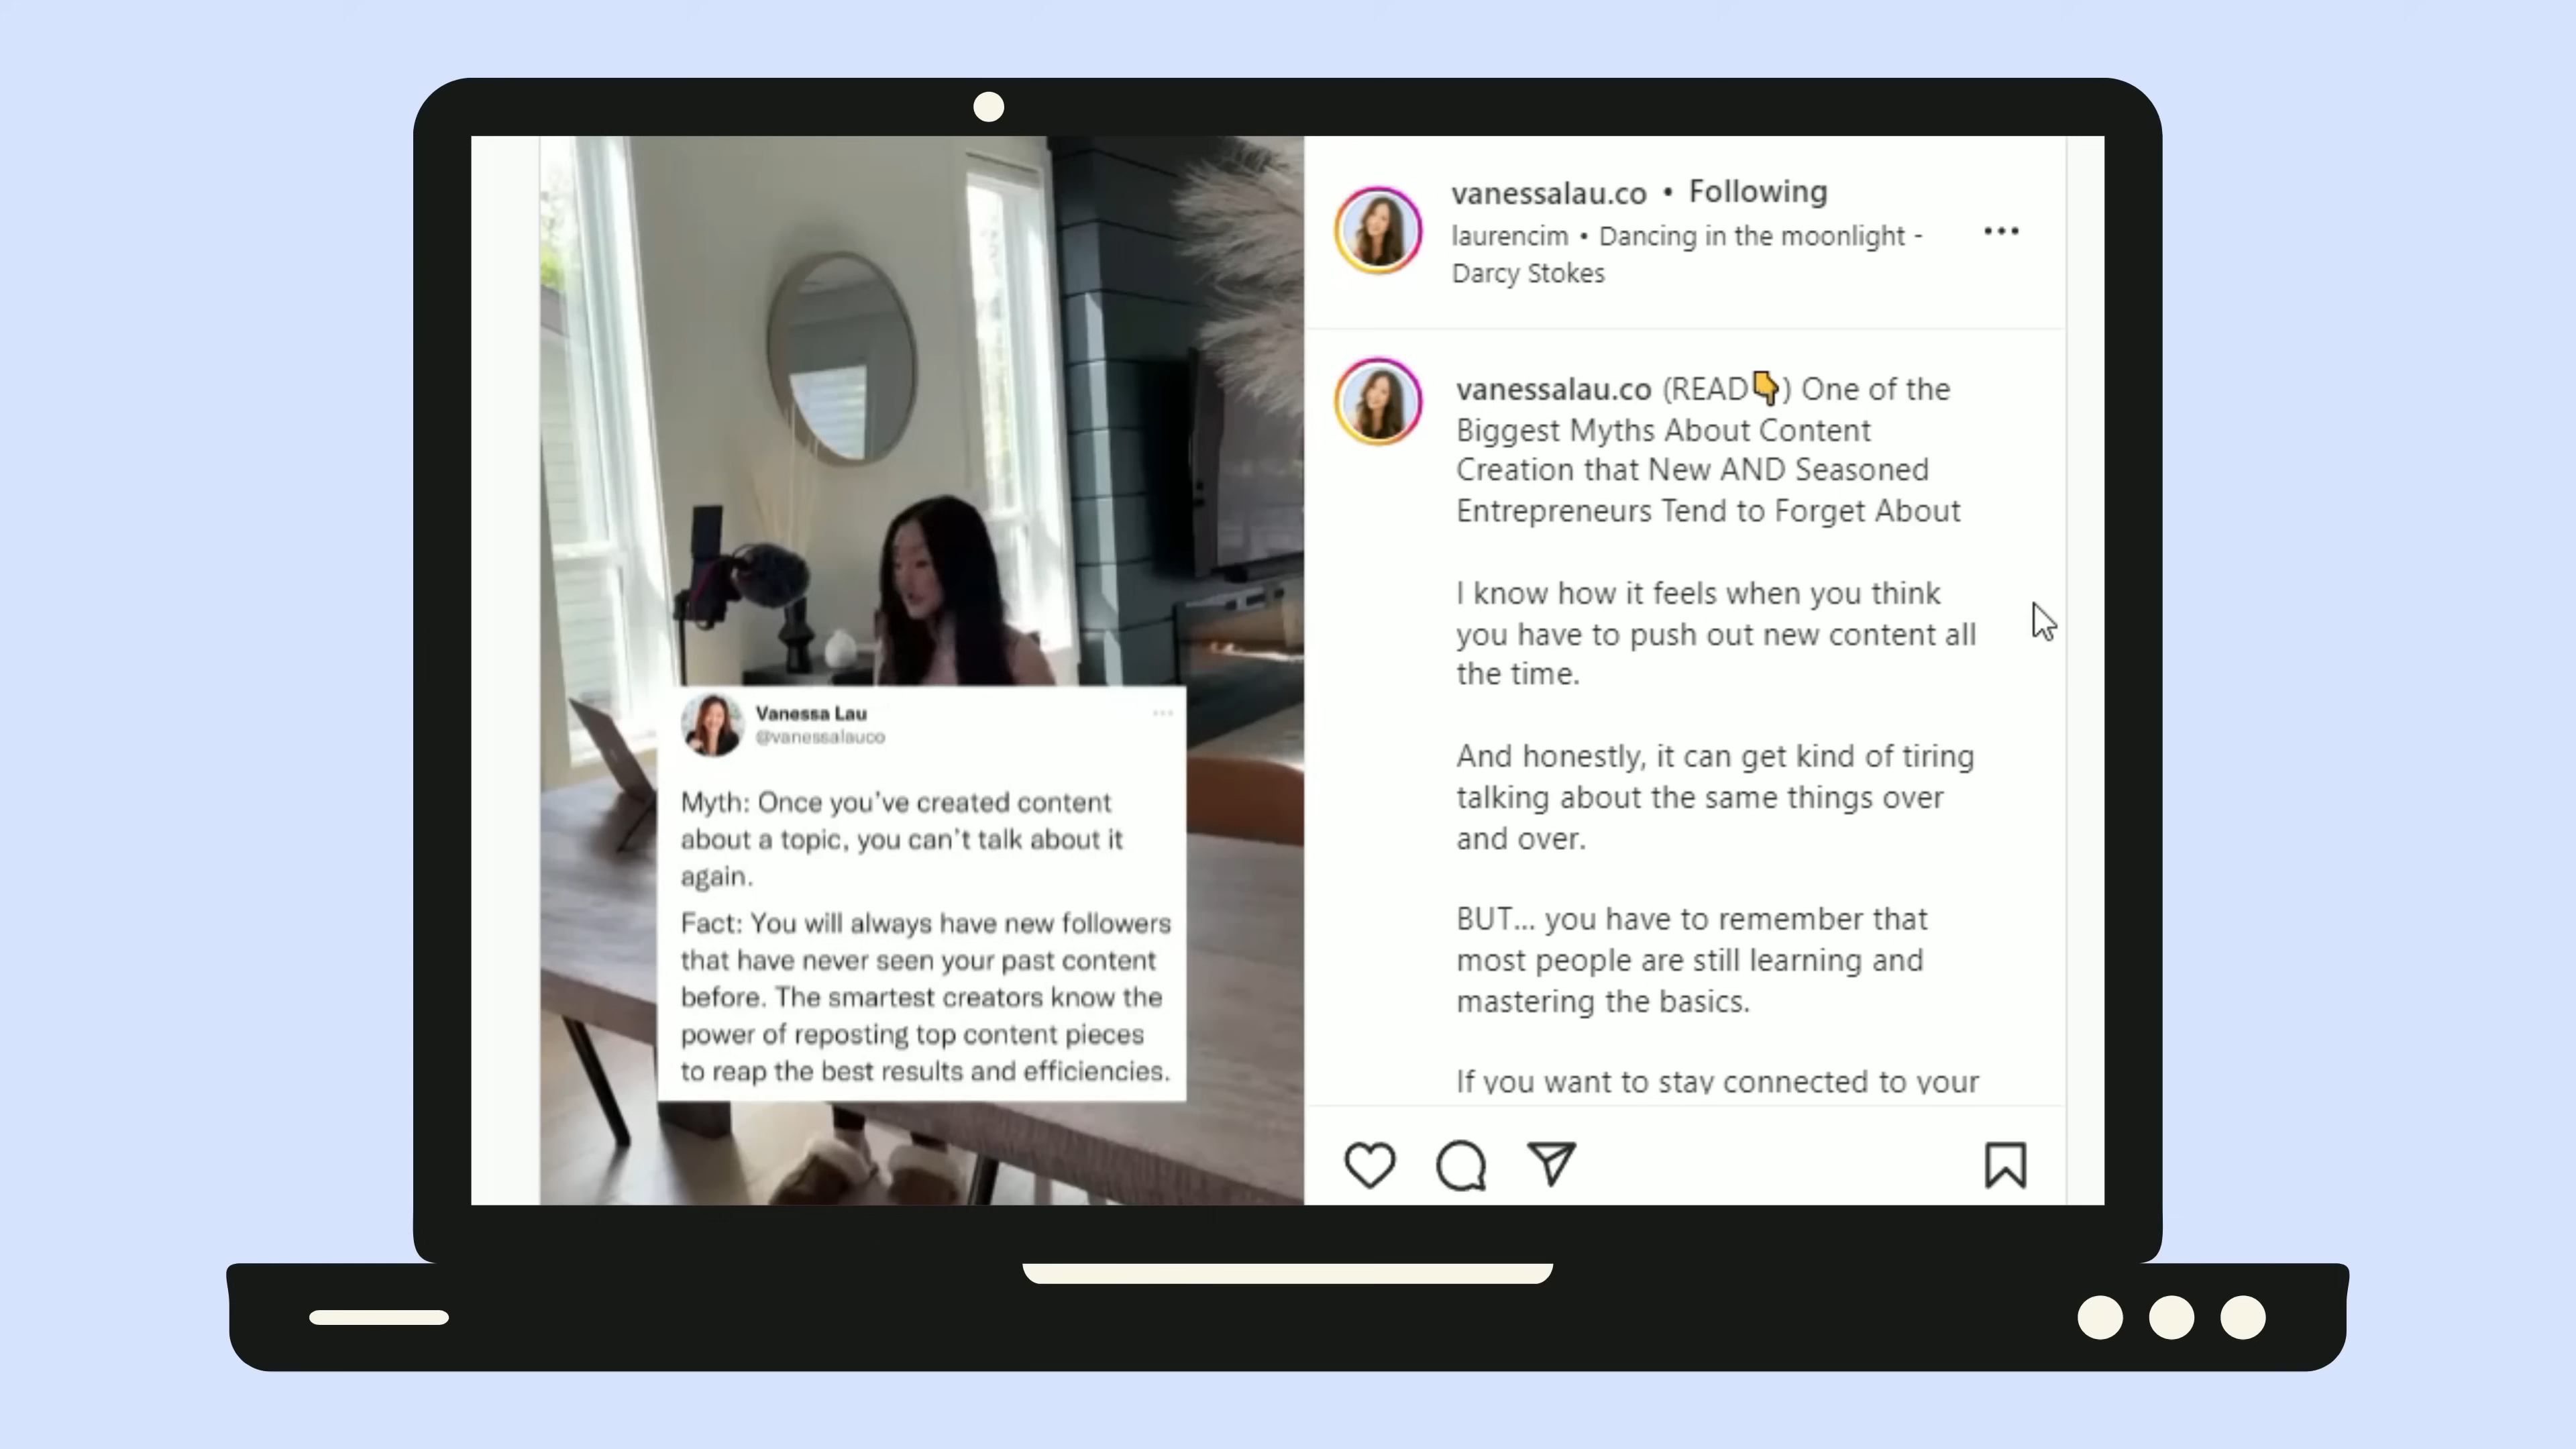 vanessalau.co • Following
laurencim • Dancing in the moonlight -
Darcy Stokes
vanessalau.co (READ👇) One of the
Biggest Myths About Content
Creation that New AND Seasoned
Entrepreneurs Tend to Forget About
I know how it feels when you think
you have to push out new content all
the time.
And honestly, it can get kind of tiring
talking about the same things over
and over.
BUT... you have to remember that
most people are still learning and
mastering the basics.
If you want to stay connected to your
Vanessa Lau
@vanessalauco
Myth: Once you've created content
about a topic, you can't talk about it
again.
Fact: You will always have new followers
that have never seen your past content
before. The smartest creators know the
power of reposting top content pieces
to reap the best results and efficiencies.